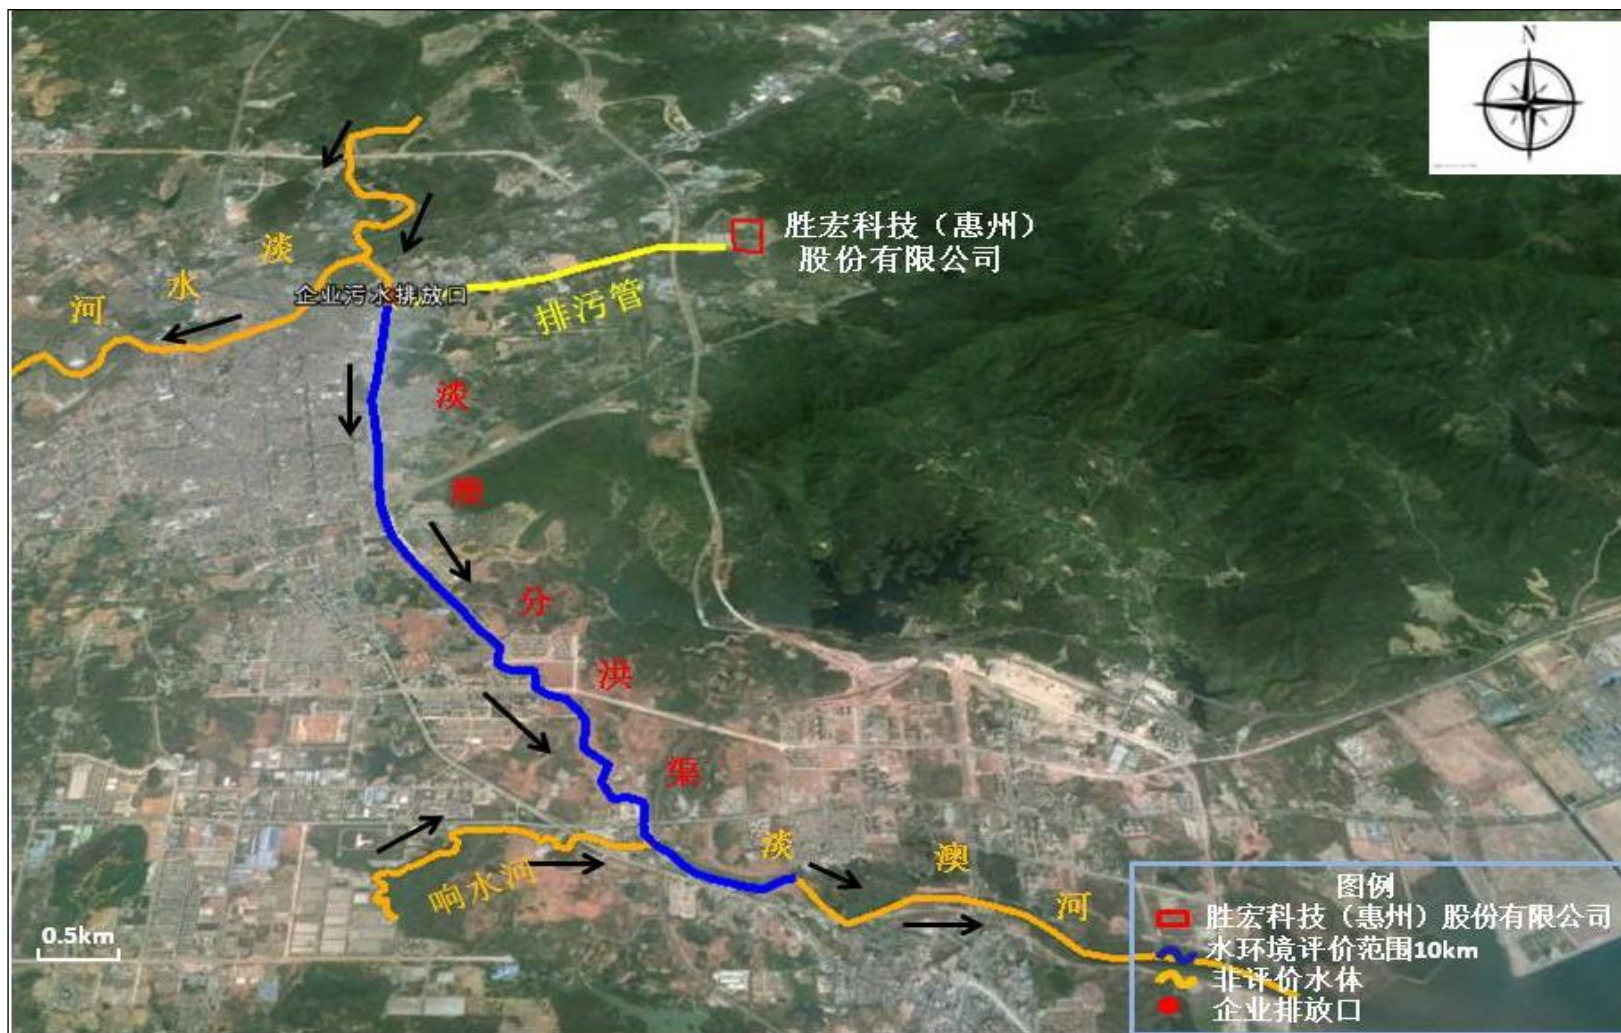 N
胜宏科技（惠州）
股份有限公司
淡
水
河
企业污水排放口
排污管
淡
澳
分
洪
渠
淡
澳
河
响水河
0.5km
图例
胜宏科技（惠州）股份有限公司
水环境评价范围10km
非评价水体
企业排放口